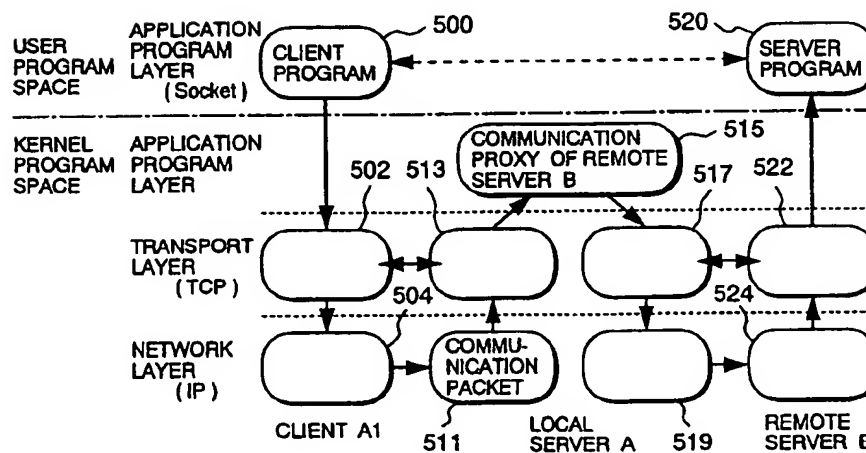 USER
PROGRAM
SPACE
APPLICATION
PROGRAM
LAYER
(Socket)
CLIENT
PROGRAM
500
520
SERVER
PROGRAM
KERNEL
PROGRAM
SPACE
APPLICATION
PROGRAM
LAYER
COMMUNICATION
PROXY OF REMOTE
SERVER B
515
502
513
517
522
TRANSPORT
LAYER
(TCP)
504
524
NETWORK
LAYER
(IP)
COMMU-
NICATION
PACKET
CLIENT A1
511
LOCAL
SERVER A
519
REMOTE
SERVER